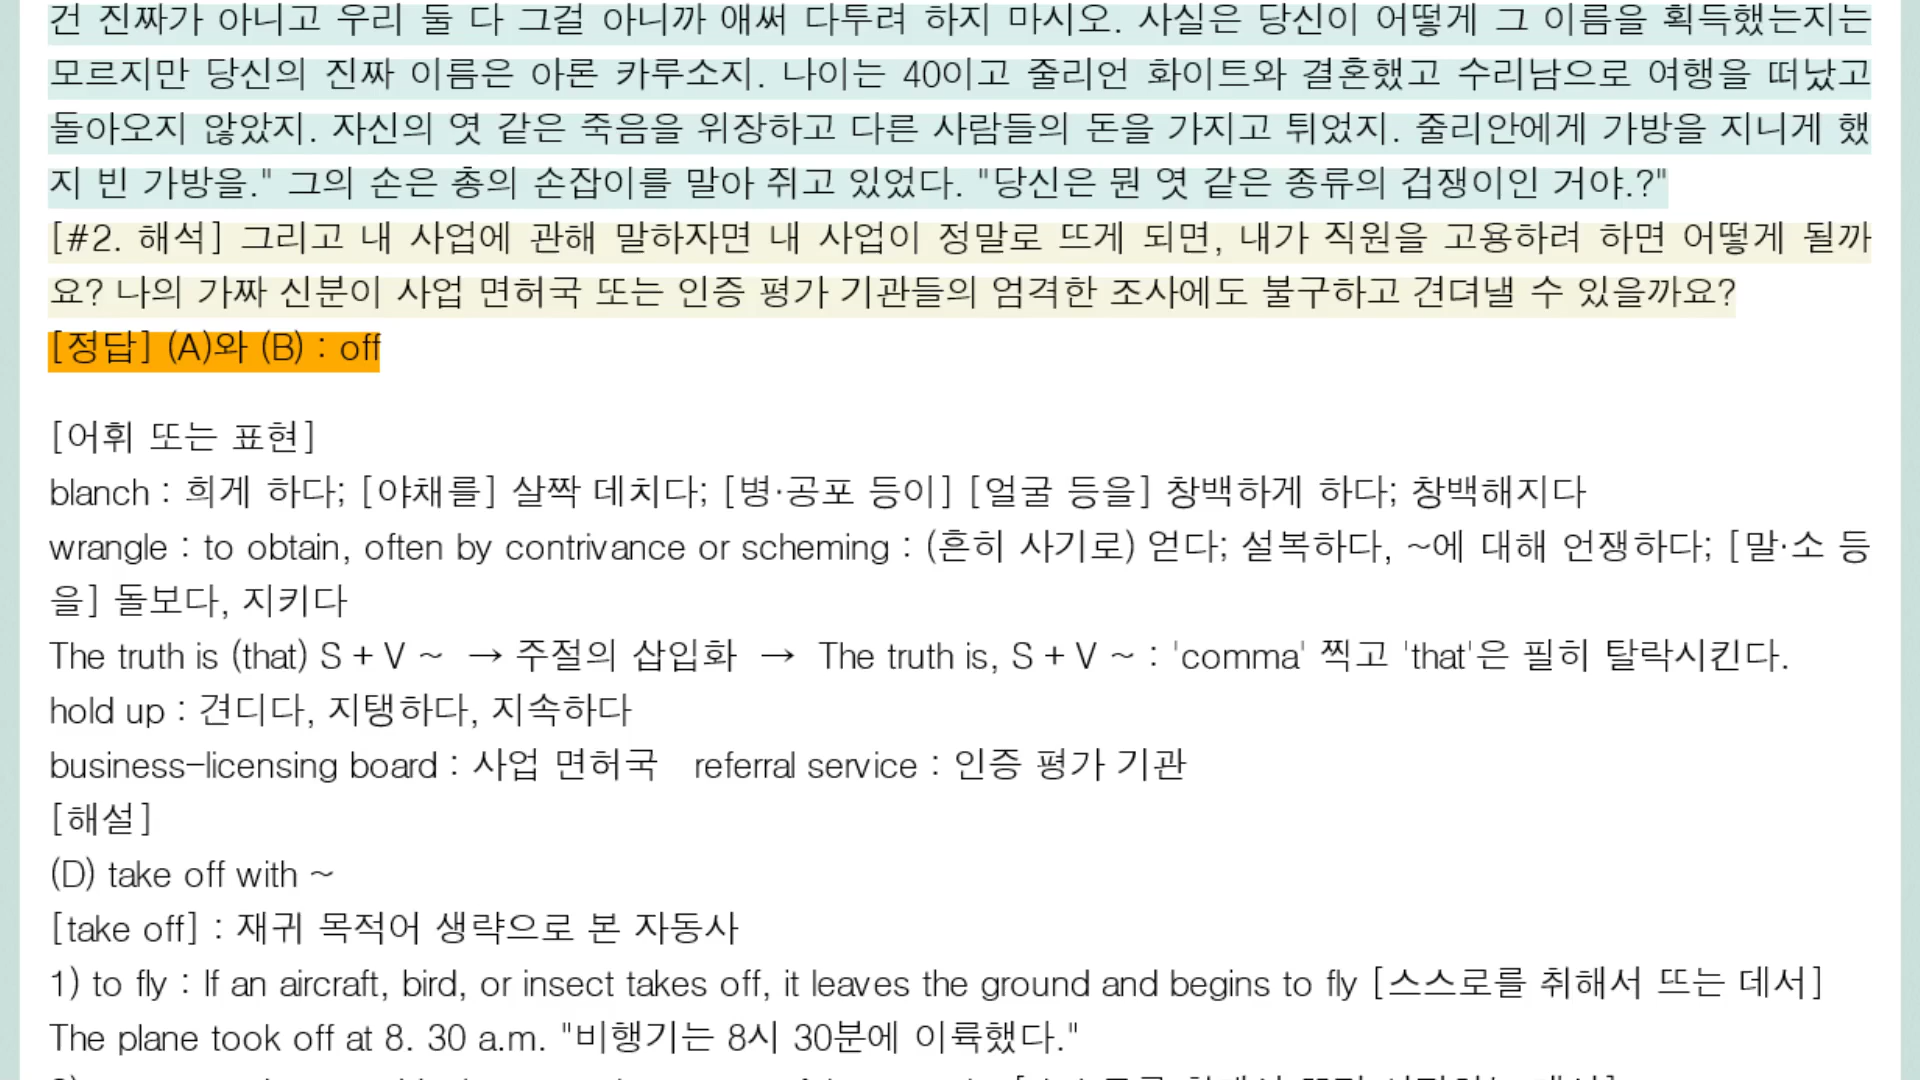 건 진짜가 아니고 우리 둘 다 그걸 아니까 애써 다투려 하지 마시오. 사실은 당신이 어떻게 그 이름을 획득했는지는
모르지만 당신의 진짜 이름은 아론 카루소지. 나이는 40이고 줄리언 화이트와 결혼했고 수리남으로 여행을 떠났고
돌아오지 않았지. 자신의 엿 같은 죽음을 위장하고 다른 사람들의 돈을 가지고 튀었지. 줄리안에게 가방을 지니게 했
지 빈 가방을." 그의 손은 총의 손잡이를 말아 쥐고 있었다. "당신은 뭔 엿 같은 종류의 겁쟁이인 거야.?"
[#2. 해석] 그리고 내 사업에 관해 말하자면 내 사업이 정말로 뜨게 되면, 내가 직원을 고용하려 하면 어떻게 될까
요? 나의 가짜 신분이 사업 면허국 또는 인증 평가 기관들의 엄격한 조사에도 불구하고 견뎌낼 수 있을까요?
[정답] (A)와 (B) : off
[어휘 또는 표현]
blanch : 희게 하다; [야채를] 살짝 데치다; [병·공포 등이] [얼굴 등을] 창백하게 하다; 창백해지다
wrangle : to obtain, often by contrivance or scheming : (흔히 사기로) 얻다; 설복하다, ~에 대해 언쟁하다; [말·소 등
을] 돌보다, 지키다
The truth is (that) S + V ~ → 주절의 삽입화 → The truth is, S + V ~ : 'comma' 찍고 'that'은 필히 탈락시킨다.
hold up : 견디다, 지탱하다, 지속하다
business-licensing board : 사업 면허국 referral service : 인증 평가 기관
[해설]
(D) take off with ~
[take off] : 재귀 목적어 생략으로 본 자동사
1) to fly : If an aircraft, bird, or insect takes off, it leaves the ground and begins to fly [스스로를 취해서 뜨는 데서]
The plane took off at 8. 30 a.m. "비행기는 8시 30분에 이륙했다."